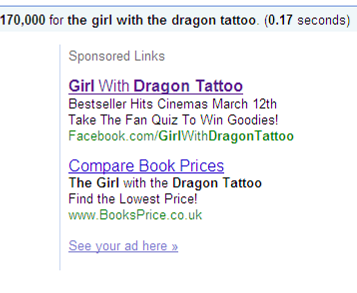 170,000 for the girl with the dragon tattoo. (0.17 seconds)
Sponsored Links
Girl With Dragon Tattoo
Bestseller Hits Cinemas March 12th
Take The Fan Quiz To Win Goodies!
Facebook.com/GirlWithDragonTattoo
Compare Book Prices
The Girl with the Dragon Tattoo
Find the Lowest Price!
www.BooksPrice.co.uk
See your ad here »